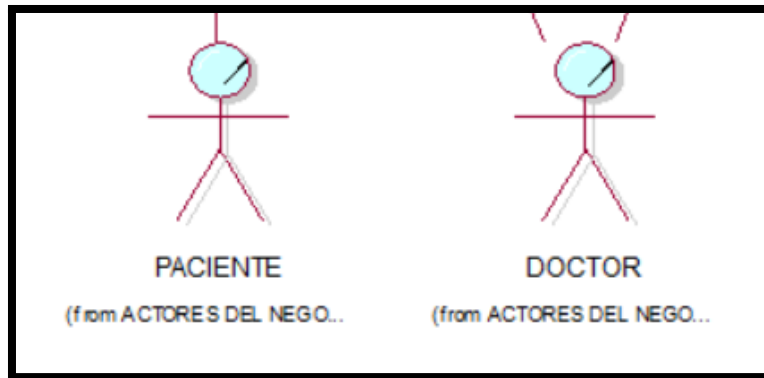 PACIENTE
(from ACTORES DEL NEGO...
DOCTOR
(from ACTORES DEL NEGO...